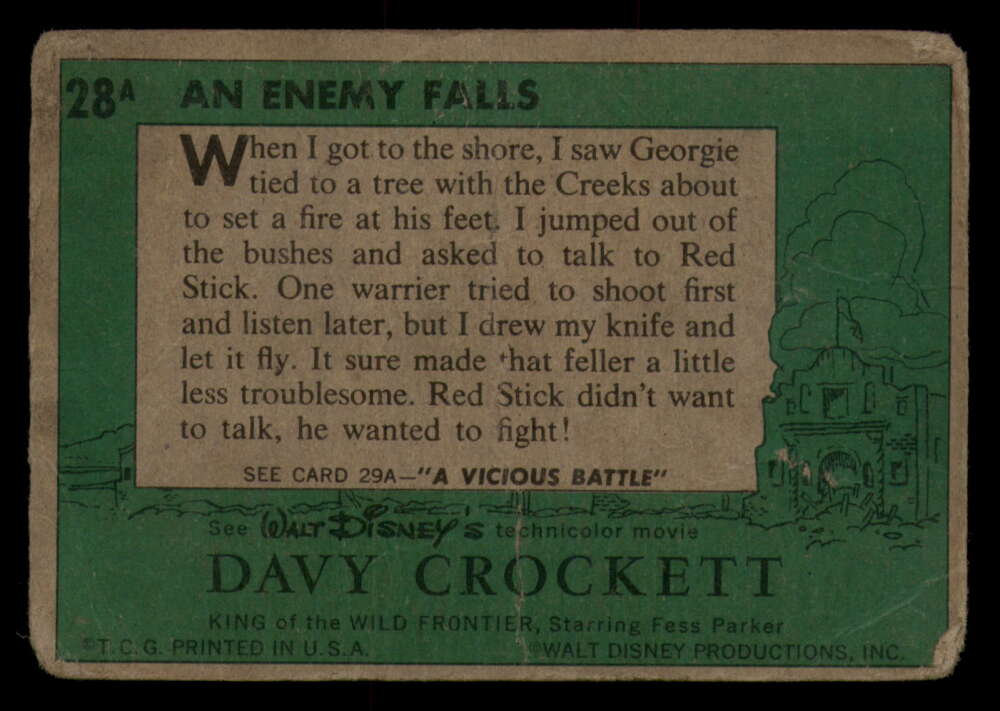 28A AN ENEMY FALLS
When I got to the shore, I saw Georgie
tied to a tree with the Creeks about
to set a fire at his feet. I jumped out of
the bushes and asked to talk to Red
Stick. One warrier tried to shoot first
and listen later, but I drew my knife and
let it fly. It sure made that feller a little
less troublesome. Red Stick didn't want
to talk, he wanted to fight!
SEE CARD 29A—"A VICIOUS BATTLE"
See WALT DISNEY'S technicolor movie
DAVY CROCKETT
KING of the WILD FRONTIER, Starring Fess Parker
©T.C.G. PRINTED IN U.S.A. ©WALT DISNEY PRODUCTIONS, INC.